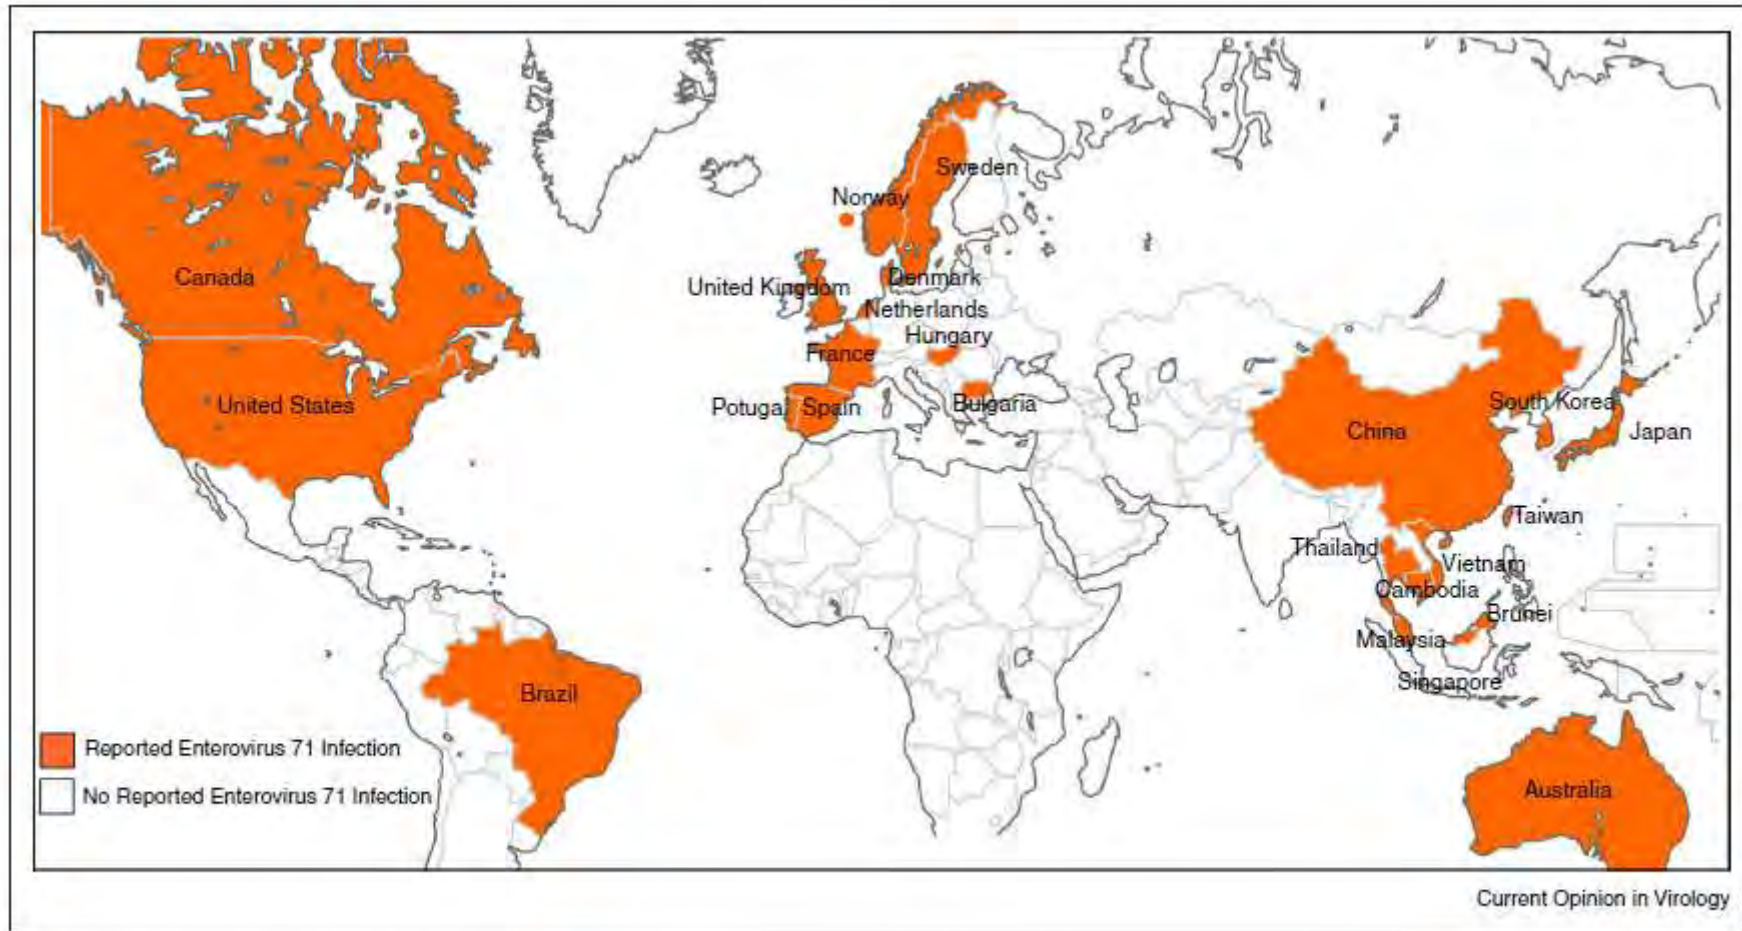 Sweden
Norway
Canada
United Kingdom
Denmark
Netherlands
Hungary
France
United States
Potugal
Spain
Bulgaria
South Korea
China
Japan
Taiwan
Thailand
Vietnam
Cambodia
Brunei
Malaysia
Singapore
Brazil
Reported Enterovirus 71 Infection
No Reported Enterovirus 71 Infection
Australia
Current Opinion in Virology